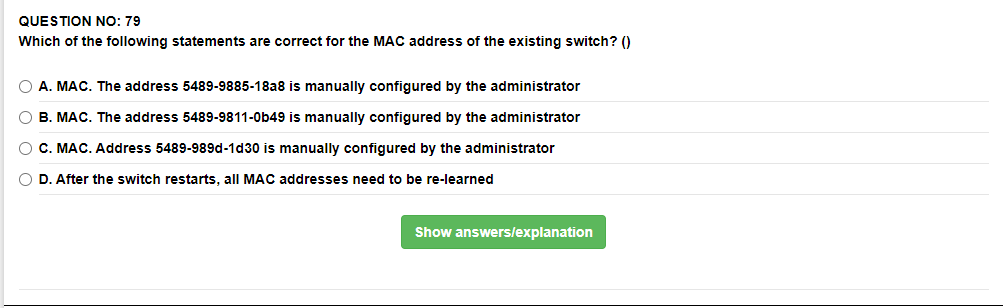 QUESTION NO: 79
Which of the following statements are correct for the MAC address of the existing switch? ()
A. MAC. The address 5489-9885-18a8 is manually configured by the administrator
B. MAC. The address 5489-9811-0b49 is manually configured by the administrator
C. MAC. Address 5489-989d-1d30 is manually configured by the administrator
D. After the switch restarts, all MAC addresses need to be re-learned
Show answers/explanation